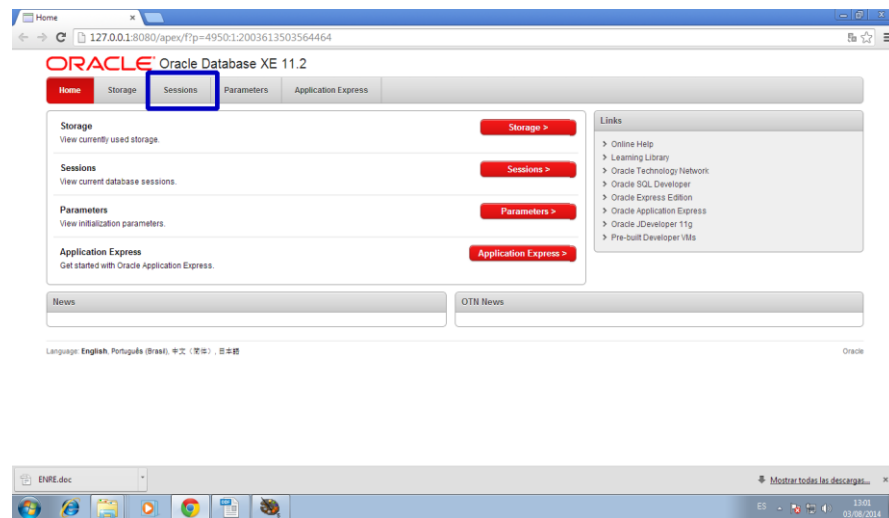 Home
127.0.0.1:8080/apex/f?p=4950:1:2003613503564464
ORACLE Oracle Database XE 11.2
Home Storage Sessions Parameters Application Express
Storage
View currently used storage.
Storage >
Sessions
View current database sessions.
Sessions >
Parameters
View initialization parameters.
Parameters >
Application Express
Get started with Oracle Application Express.
Application Express >
Links
> Online Help
> Learning Library
> Oracle Technology Network
> Oracle SQL Developer
> Oracle Express Edition
> Oracle Application Express
> Oracle JDeveloper 11g
> Pre-built Developer VMs
News
OTN News
Language: English, Português (Brasil), 中文（简体）, 日本語
Oracle
ENRE.doc
Mostrar todas las descargas...
ES
13:01
03/08/2014